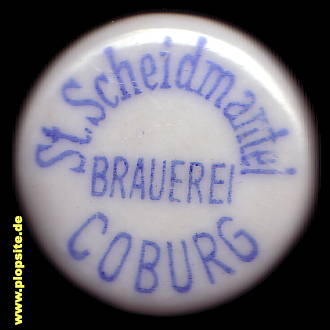 St. Scheidmantel
BRAUEREI
COBURG
www.plopsite.de